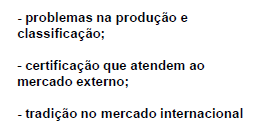 - problemas na produção e
classificação;
- certificação que atendem ao
mercado externo;
- tradição no mercado internacional